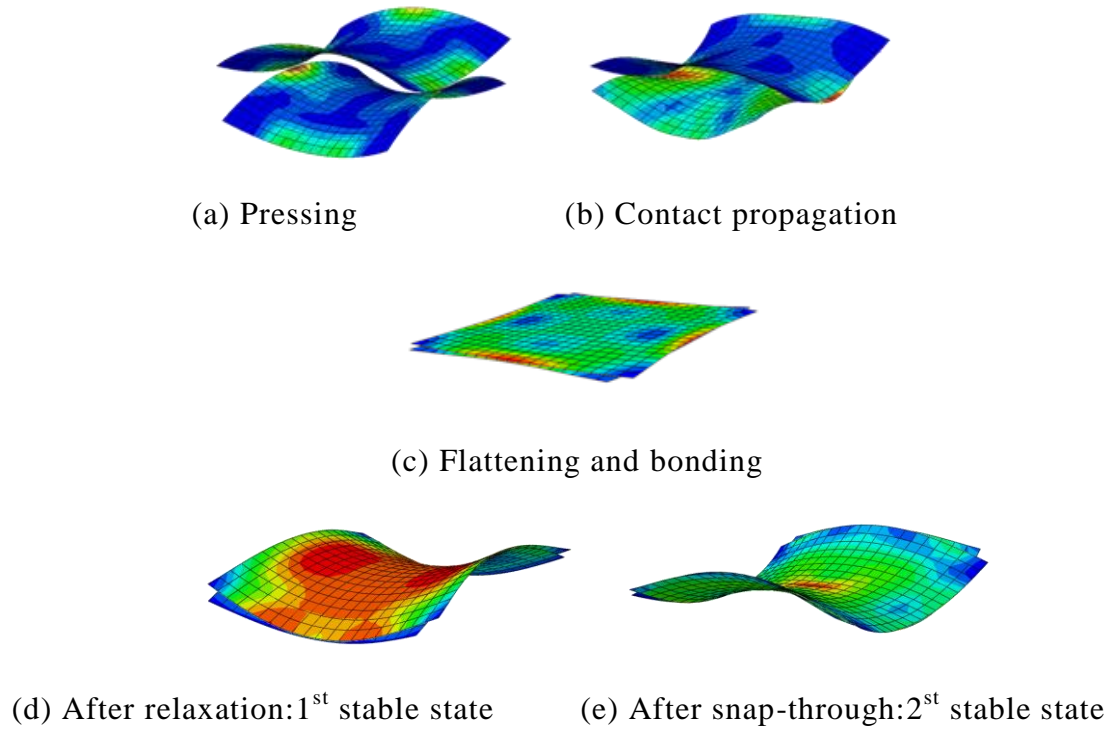 (a) Pressing
(b) Contact propagation
(c) Flattening and bonding
(d) After relaxation:1st stable state
(e) After snap-through:2st stable state